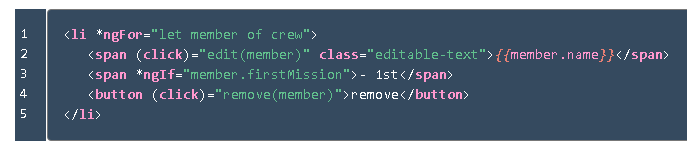 1 <li *ngFor="let member of crew">
2 <span (click)="edit(member)" class="editable-text">{{member.name}}</span>
3 <span *ngIf="member.firstMission">- 1st</span>
4 <button (click)="remove(member)">remove</button>
5 </li>